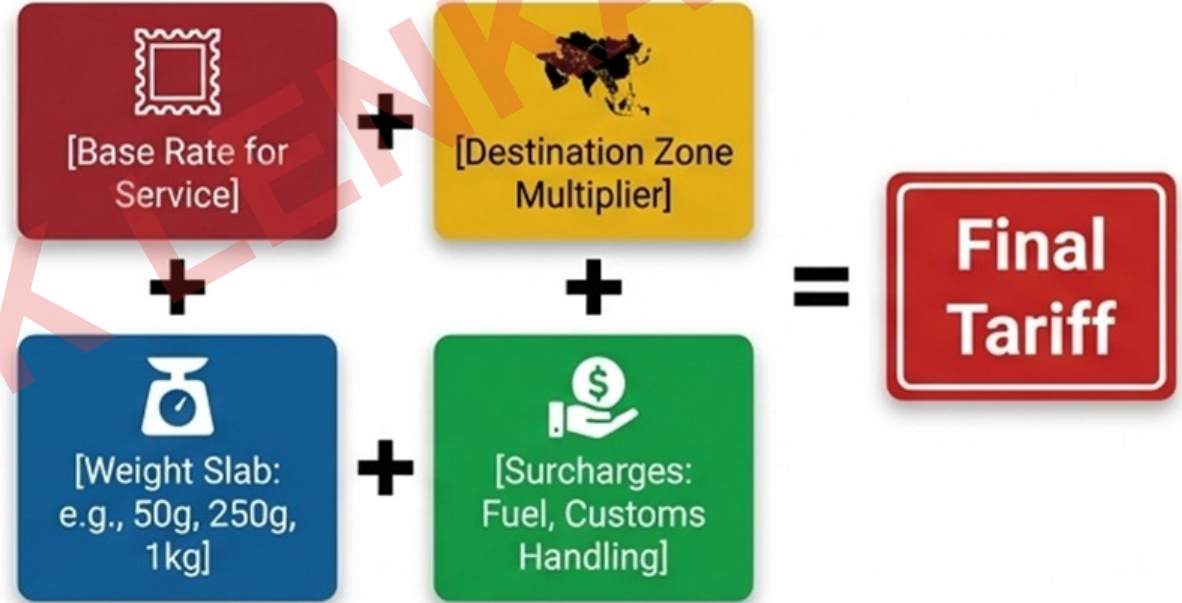 [Base Rate for
Service]
+
[Destination Zone
Multiplier]
+
+
=
Final
Tariff
[Weight Slab:
e.g., 50g, 250g,
1kg]
+
$
[Surcharges:
Fuel, Customs
Handling]